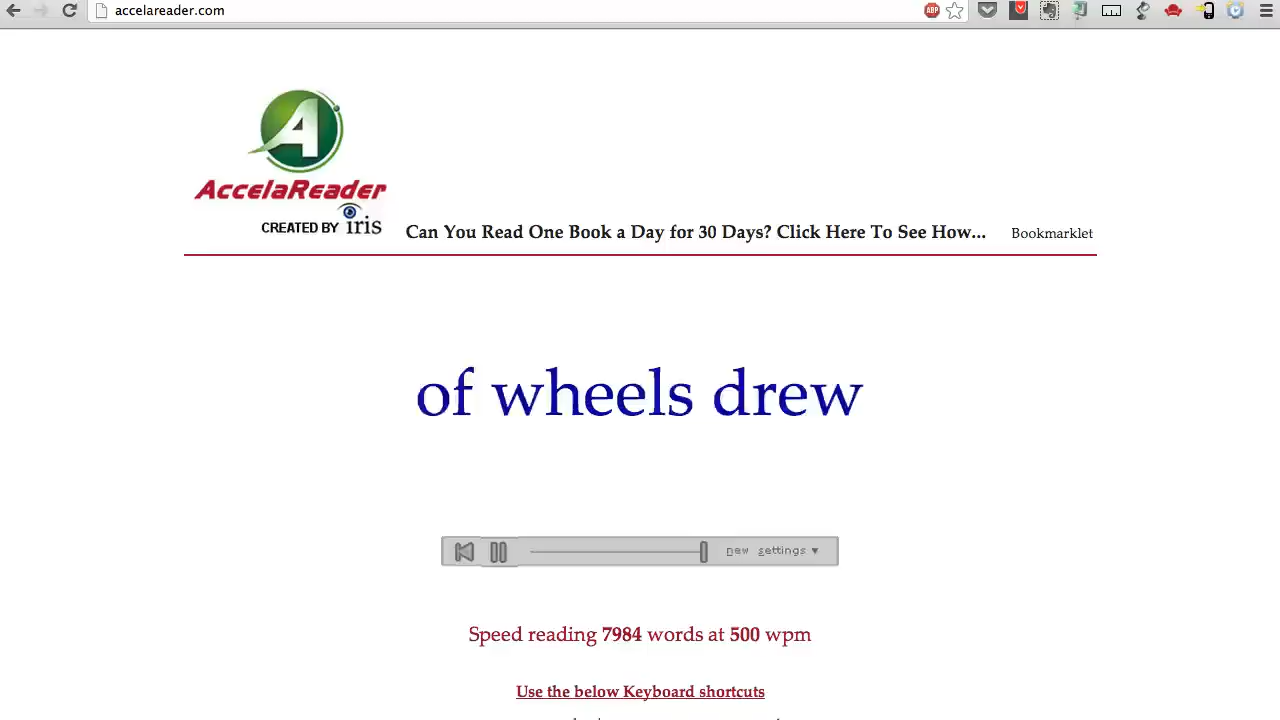 accelareader.com
ABP
A
AccelaReader
CREATED BY iris
Can You Read One Book a Day for 30 Days? Click Here To See How...
Bookmarklet
of wheels drew
new settings ▼
Speed reading 7984 words at 500 wpm
Use the below Keyboard shortcuts